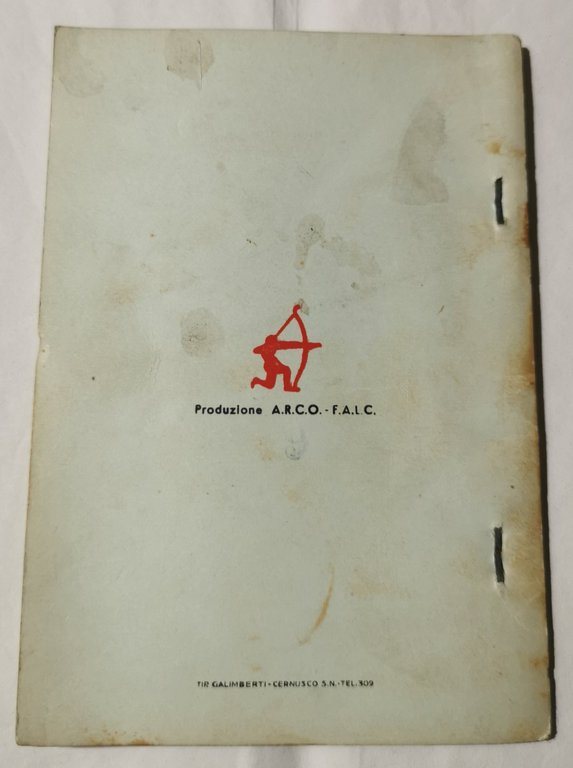 Produzione A.R.C.O. - F.A.L.C.
TIP. GALIMBERTI - CERNUSCO S.N. - TEL. 309